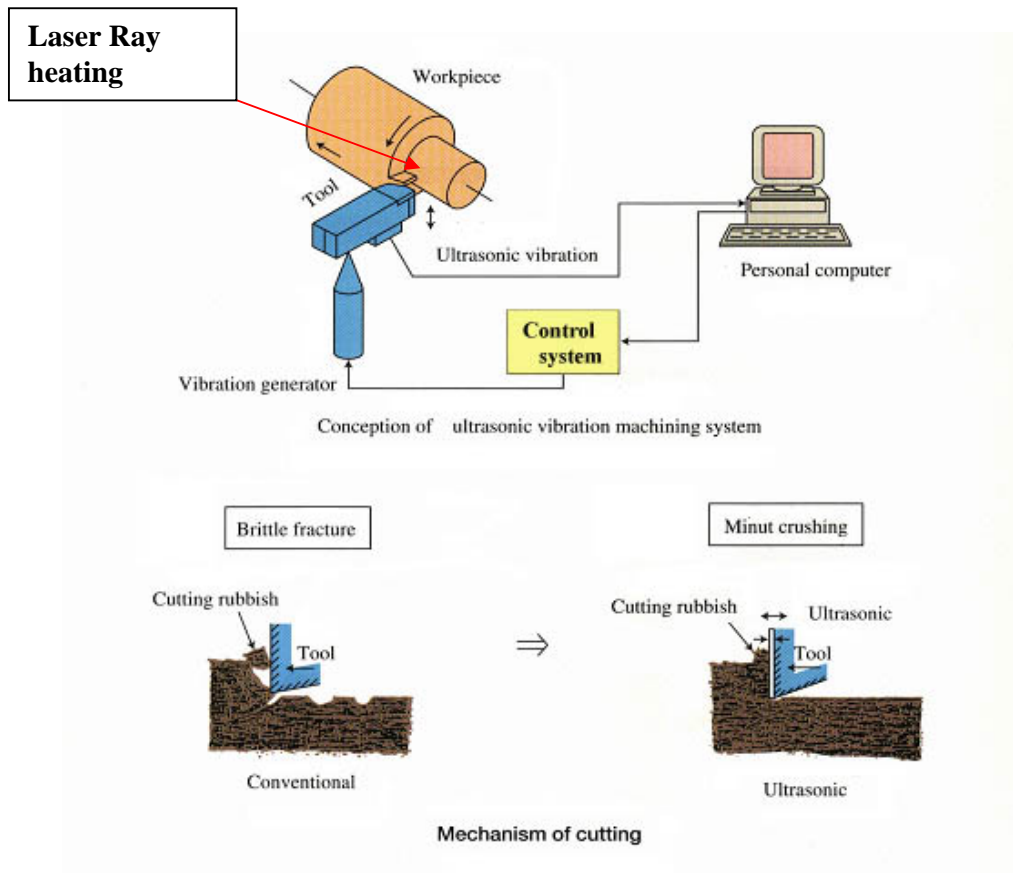 Laser Ray
heating
Workpiece
Tool
Ultrasonic vibration
Personal computer
Control
system
Vibration generator
Conception of ultrasonic vibration machining system
Brittle fracture
Minut crushing
Cutting rubbish
Tool
Conventional
⇒
Cutting rubbish
Ultrasonic
Tool
Ultrasonic
Mechanism of cutting